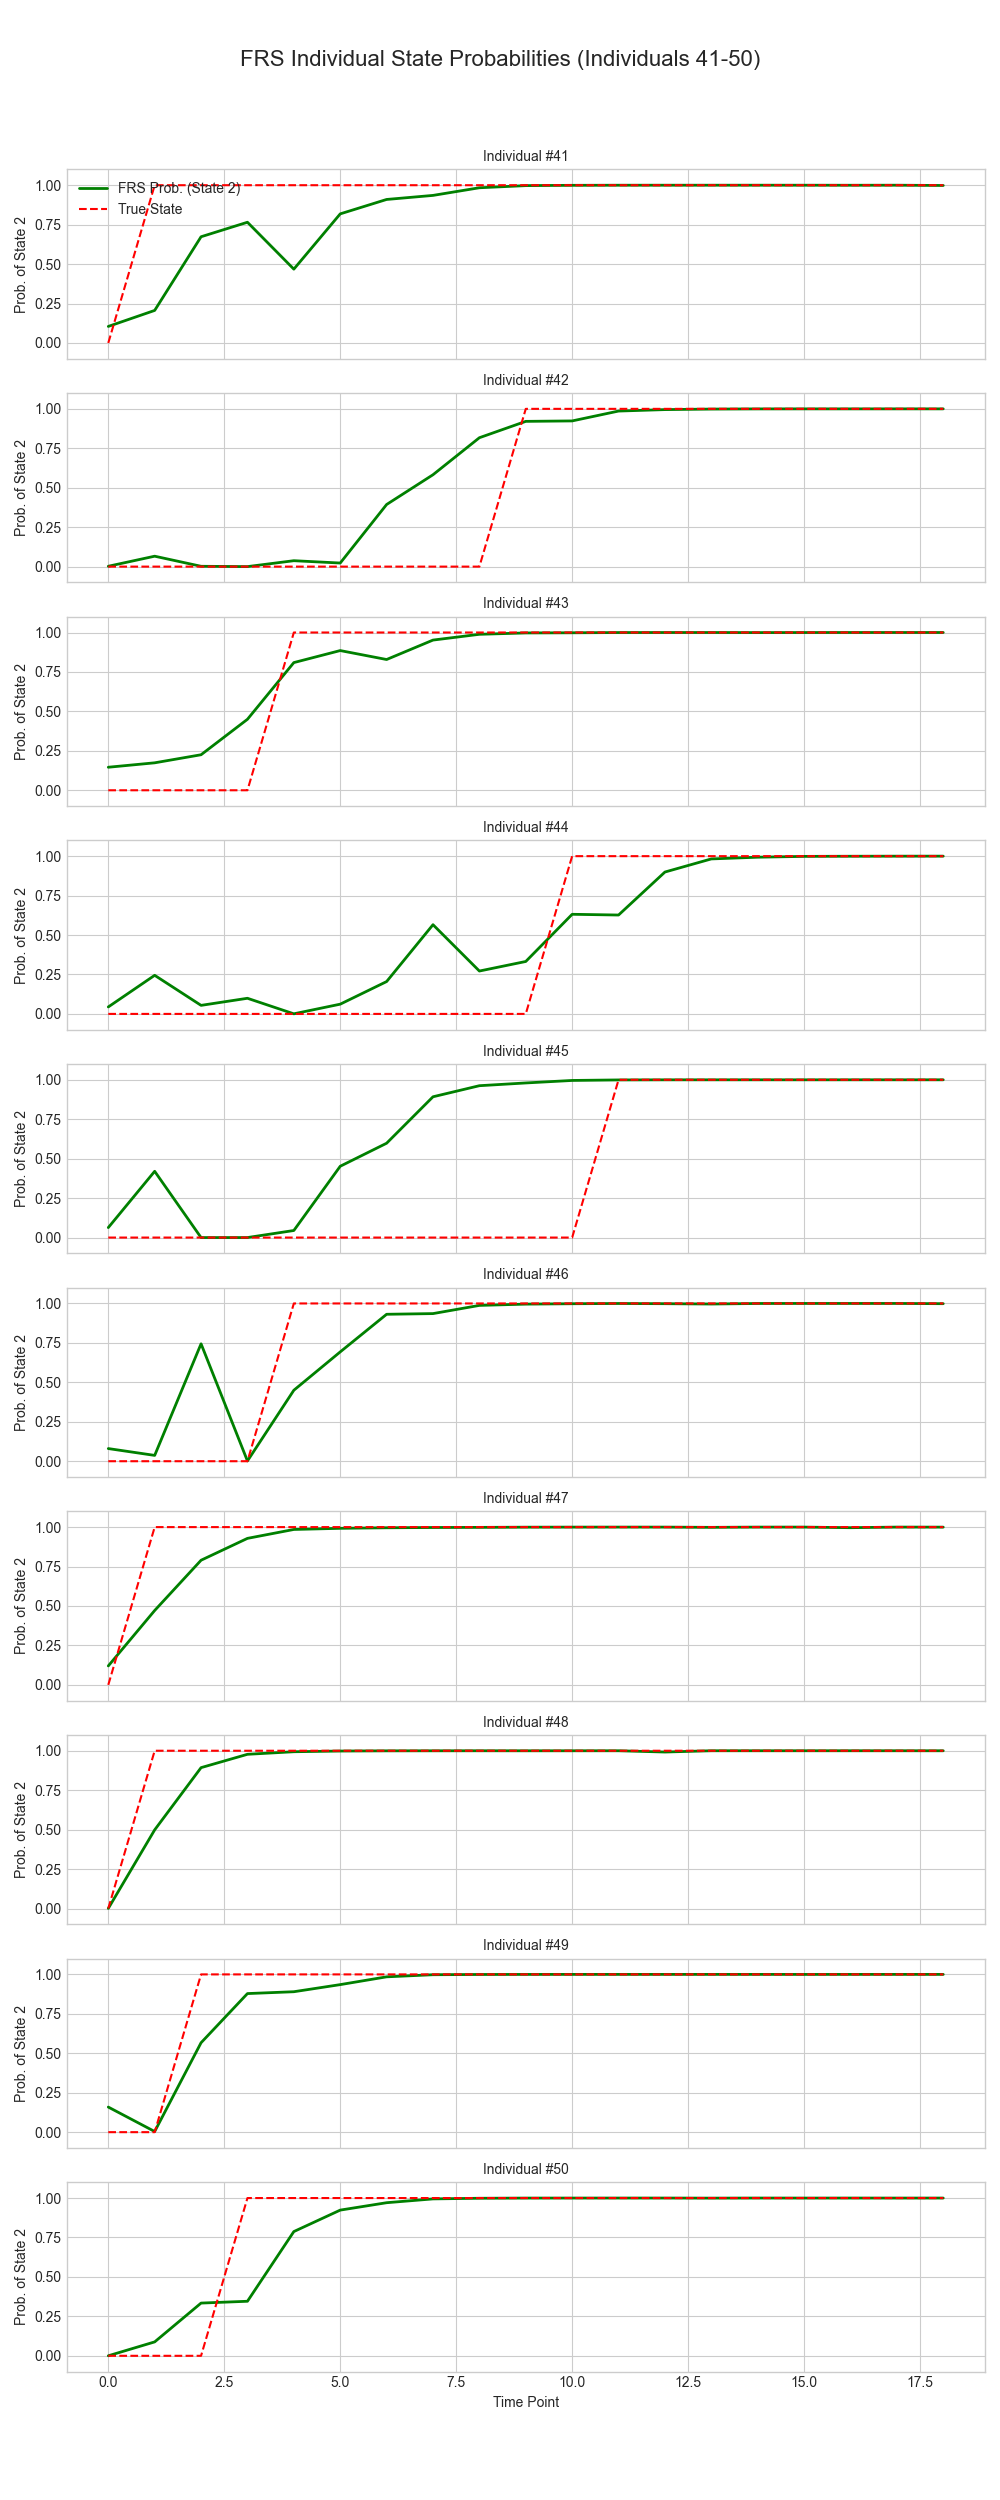 FRS Individual State Probabilities (Individuals 41-50)
Individual #41
FRS Prob. (State 2)
True State
Prob. of State 2
1.00
0.75
0.50
0.25
0.00
Individual #42
Prob. of State 2
1.00
0.75
0.50
0.25
0.00
Individual #43
Prob. of State 2
1.00
0.75
0.50
0.25
0.00
Individual #44
Prob. of State 2
1.00
0.75
0.50
0.25
0.00
Individual #45
Prob. of State 2
1.00
0.75
0.50
0.25
0.00
Individual #46
Prob. of State 2
1.00
0.75
0.50
0.25
0.00
Individual #47
Prob. of State 2
1.00
0.75
0.50
0.25
0.00
Individual #48
Prob. of State 2
1.00
0.75
0.50
0.25
0.00
Individual #49
Prob. of State 2
1.00
0.75
0.50
0.25
0.00
Individual #50
Prob. of State 2
1.00
0.75
0.50
0.25
0.00
0.0 2.5 5.0 7.5 10.0 12.5 15.0 17.5
Time Point